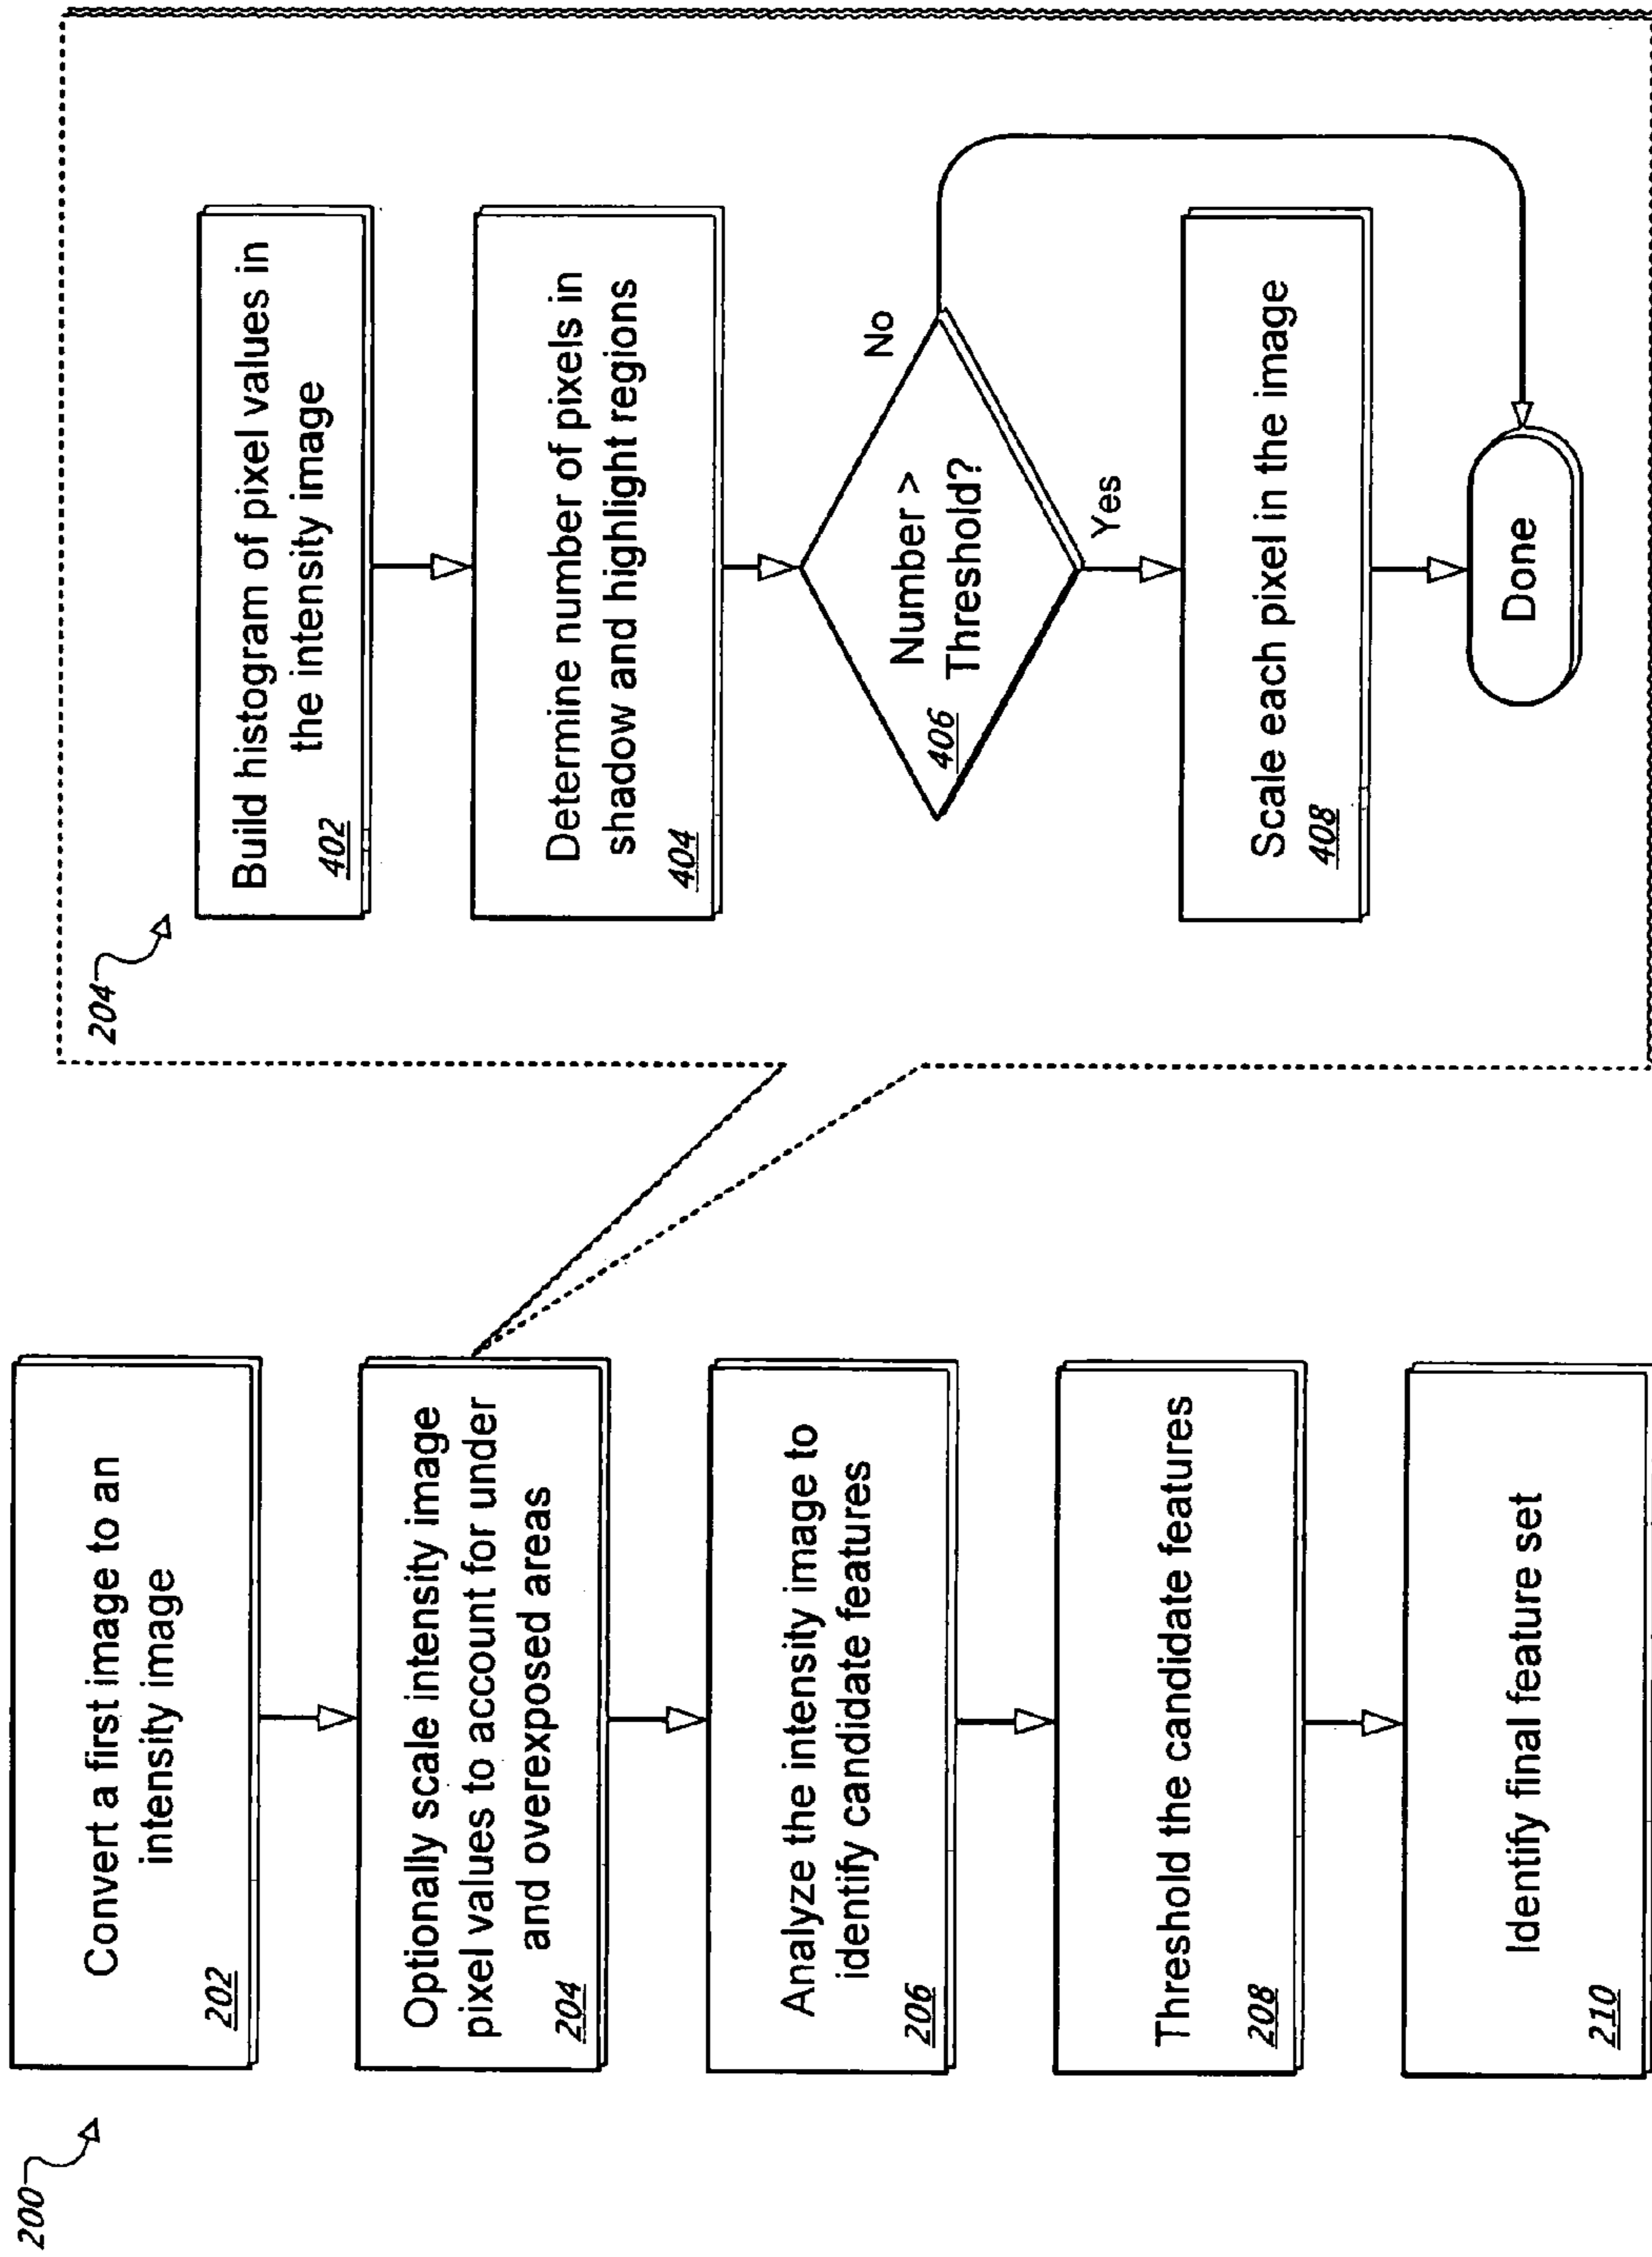 200
Convert a first image to an
intensity image
202
Optionally scale intensity image
pixel values to account for under
and overexposed areas
204
Analyze the intensity image to
identify candidate features
206
Threshold the candidate features
208
Identify final feature set
210
204
Build histogram of pixel values in
the intensity image
402
Determine number of pixels in
shadow and highlight regions
404
Number >
Threshold?
406
No
Yes
Scale each pixel in the image
408
Done